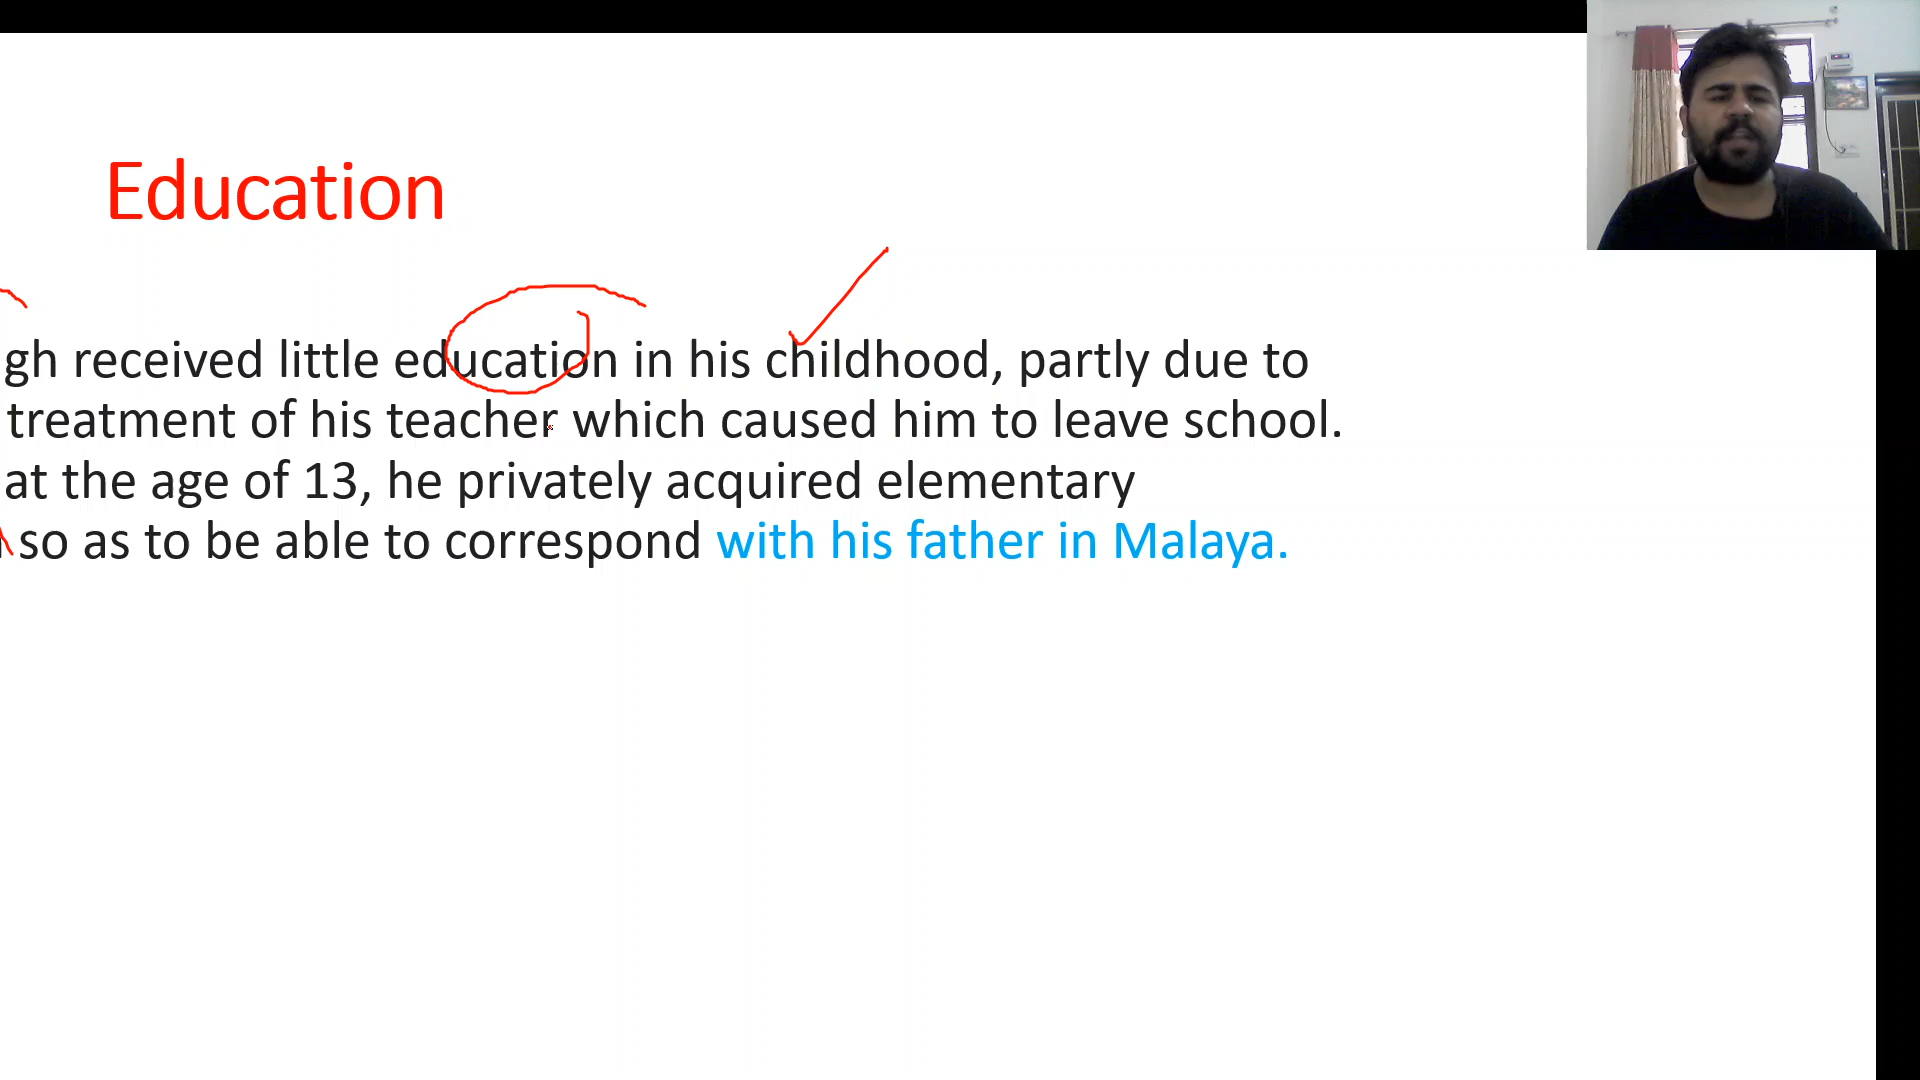 Education
gh received little education in his childhood, partly due to
treatment of his teacher which caused him to leave school.
at the age of 13, he privately acquired elementary
so as to be able to correspond with his father in Malaya.